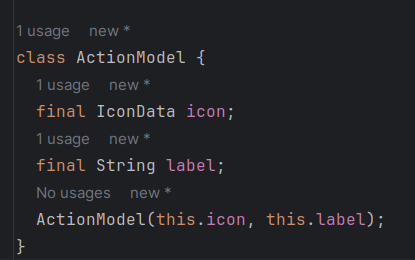 1 usage new *
class ActionModel {
1 usage new *
final IconData icon;
1 usage new *
final String label;
No usages new *
ActionModel(this.icon, this.label);
}